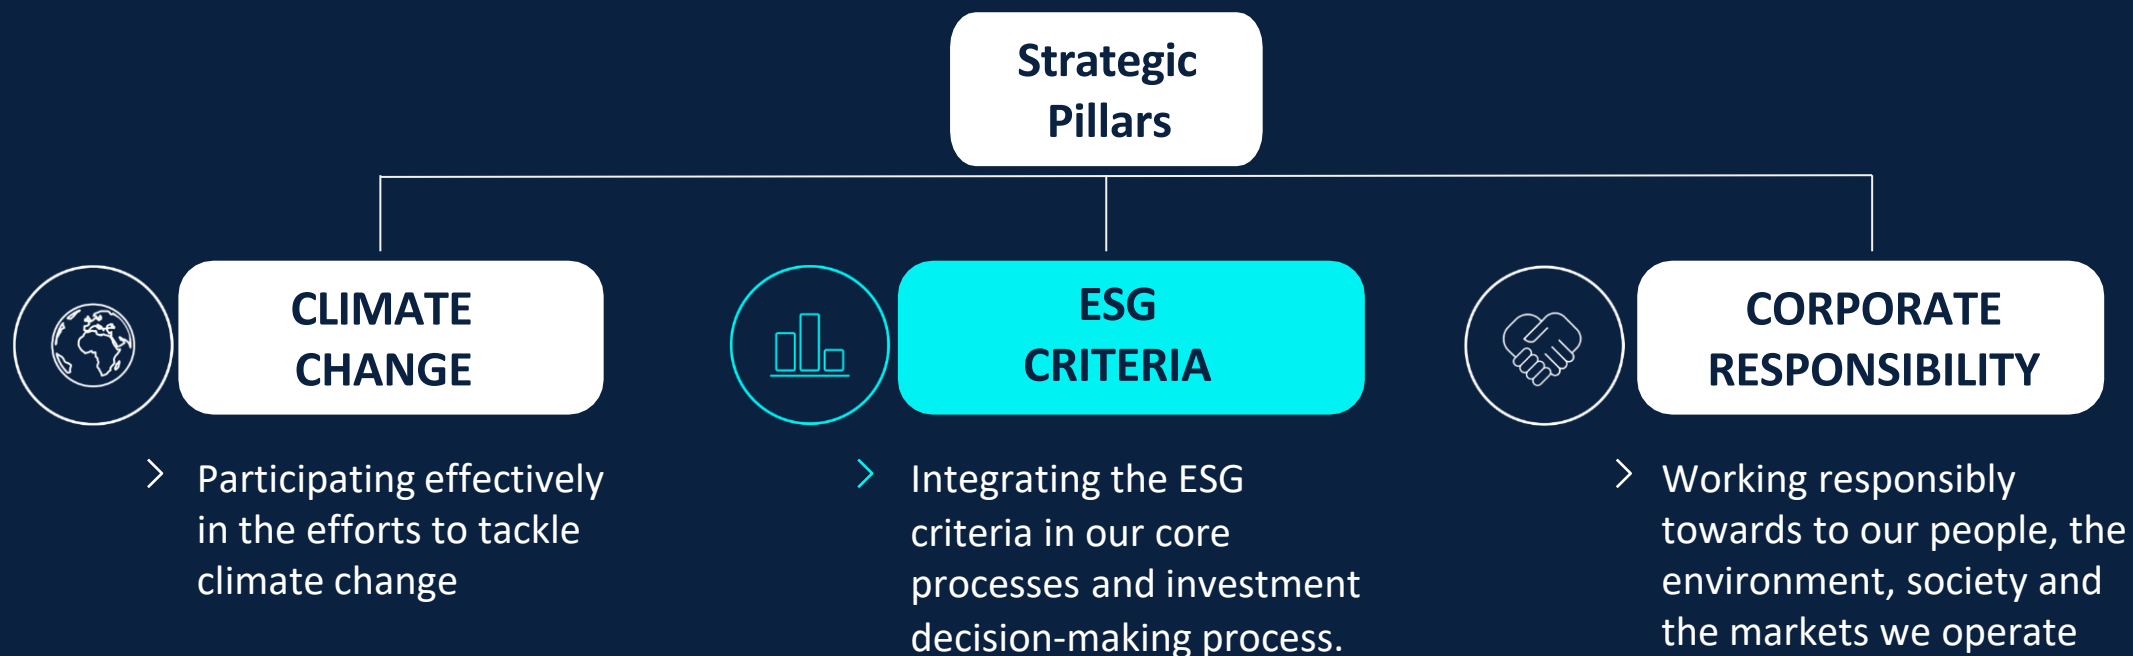 Strategic
Pillars
CLIMATE
CHANGE
ESG
CRITERIA
CORPORATE
RESPONSIBILITY
Participating effectively
in the efforts to tackle
climate change
Integrating the ESG
criteria in our core
processes and investment
decision-making process.
Working responsibly
towards to our people, the
environment, society and
the markets we operate